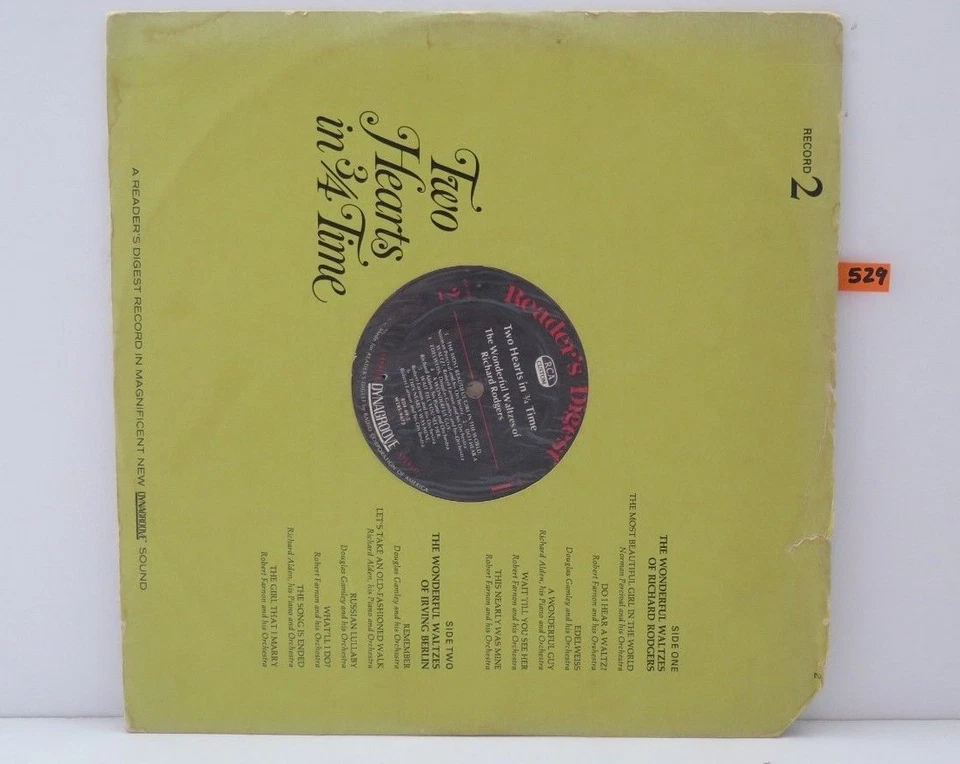 RECORD 2
529
Two
Hearts
in 3/4 Time
Reader's Digest
RCA
CUSTOM
Two Hearts in 3/4 Time
The Wonderful Waltzes of
Richard Rodgers
2
1
DYNAGROOVE
SIDE ONE
THE WONDERFUL WALTZES
OF RICHARD RODGERS
THE MOST BEAUTIFUL GIRL IN THE WORLD
Norman Percival and his Orchestra
DO I HEAR A WALTZ?
Robert Farnon and his Orchestra
EDELWEISS
Douglas Gamley and his Orchestra
A WONDERFUL GUY
Richard Alden, his Piano and Orchestra
WAIT TILL YOU SEE HER
Robert Farnon and his Orchestra
THIS NEARLY WAS MINE
Robert Farnon and his Orchestra
SIDE TWO
THE WONDERFUL WALTZES
OF IRVING BERLIN
REMEMBER
Douglas Gamley and his Orchestra
LET'S TAKE AN OLD-FASHIONED WALK
Richard Alden, his Piano and Orchestra
RUSSIAN LULLABY
Douglas Gamley and his Orchestra
WHAT'LL I DO?
Robert Farnon and his Orchestra
THE SONG IS ENDED
Richard Alden, his Piano and Orchestra
THE GIRL THAT I MARRY
Robert Farnon and his Orchestra
2
A READER'S DIGEST RECORD IN MAGNIFICENT NEW DYNAGROOVE SOUND